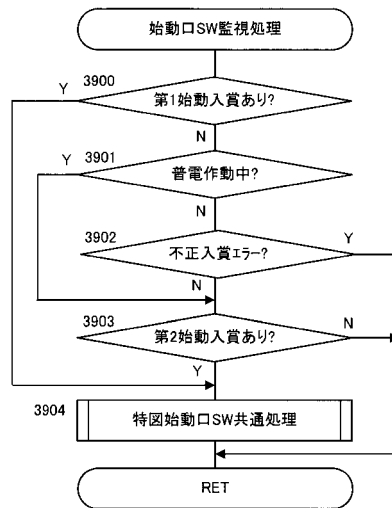 始動口SW監視処理
3900
Y
第1始動入賞あり?
N
3901
Y
普電作動中?
N
3902
不正入賞エラー?
Y
N
3903
第2始動入賞あり?
N
Y
3904
特図始動口SW共通処理
RET